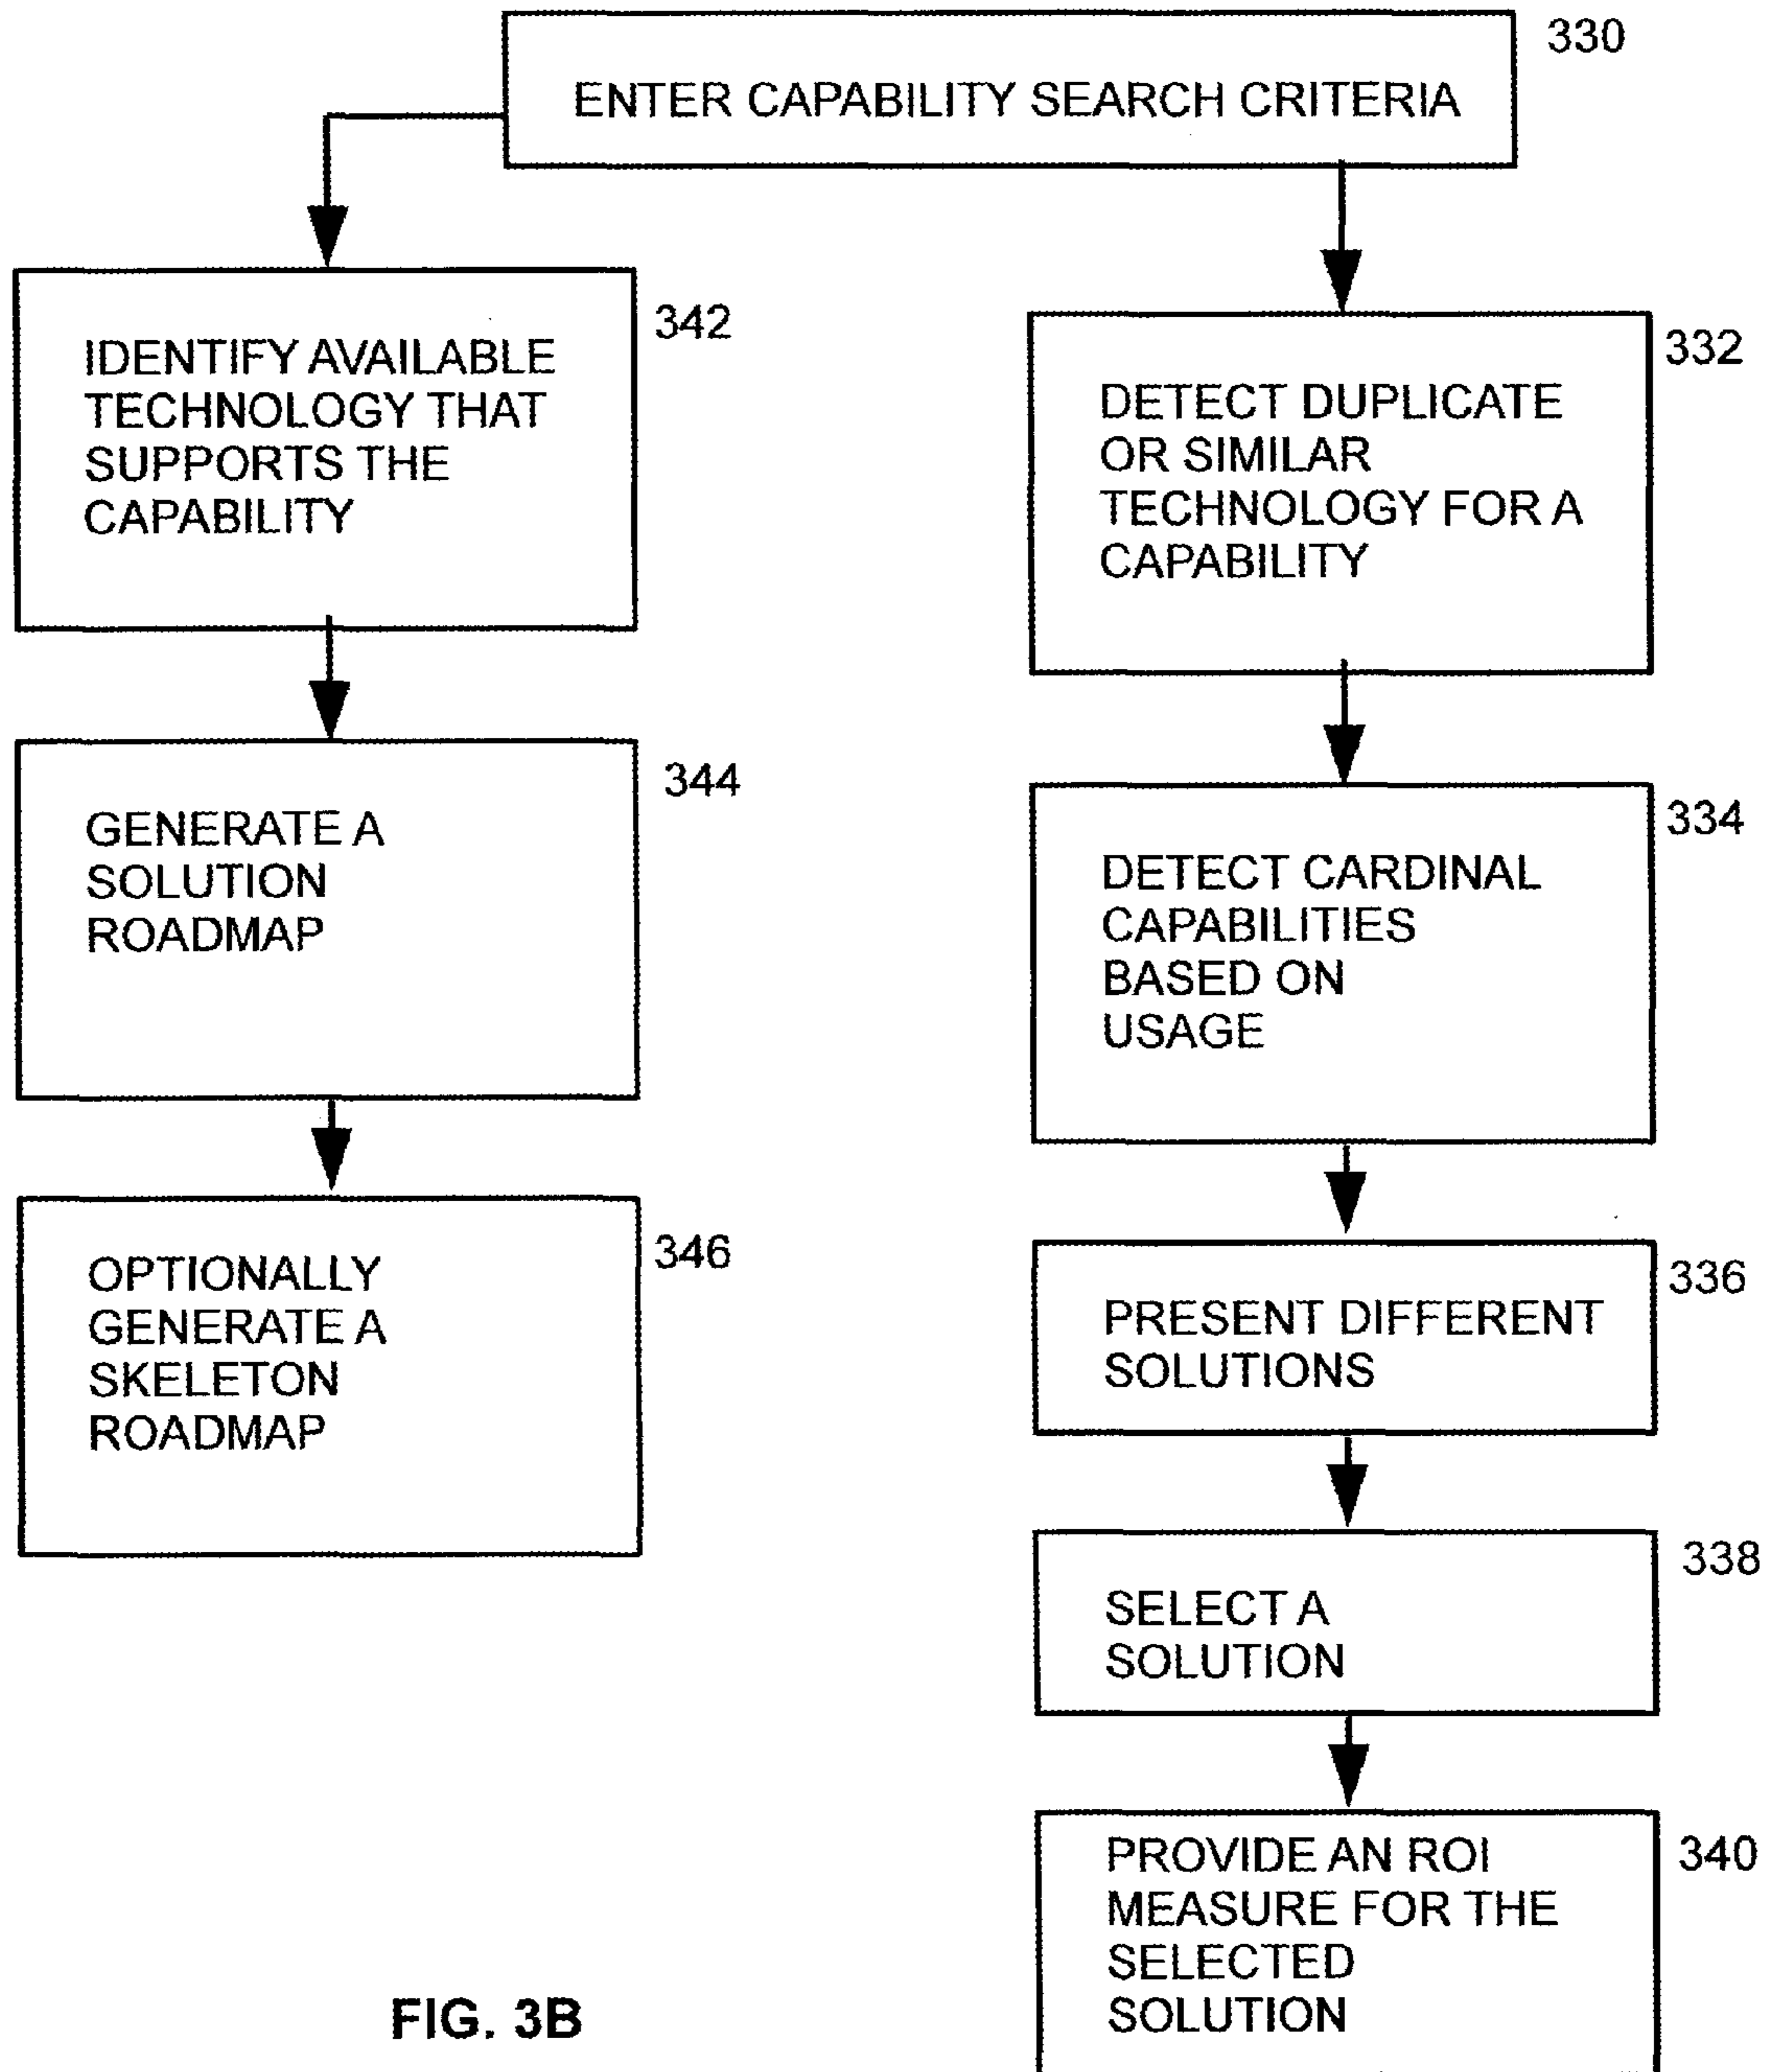 330
ENTER CAPABILITY SEARCH CRITERIA
342
IDENTIFY AVAILABLE
TECHNOLOGY THAT
SUPPORTS THE
CAPABILITY
344
GENERATE A
SOLUTION
ROADMAP
346
OPTIONALLY
GENERATE A
SKELETON
ROADMAP
332
DETECT DUPLICATE
OR SIMILAR
TECHNOLOGY FOR A
CAPABILITY
334
DETECT CARDINAL
CAPABILITIES
BASED ON
USAGE
336
PRESENT DIFFERENT
SOLUTIONS
338
SELECT A
SOLUTION
340
PROVIDE AN ROI
MEASURE FOR THE
SELECTED
SOLUTION
FIG. 3B